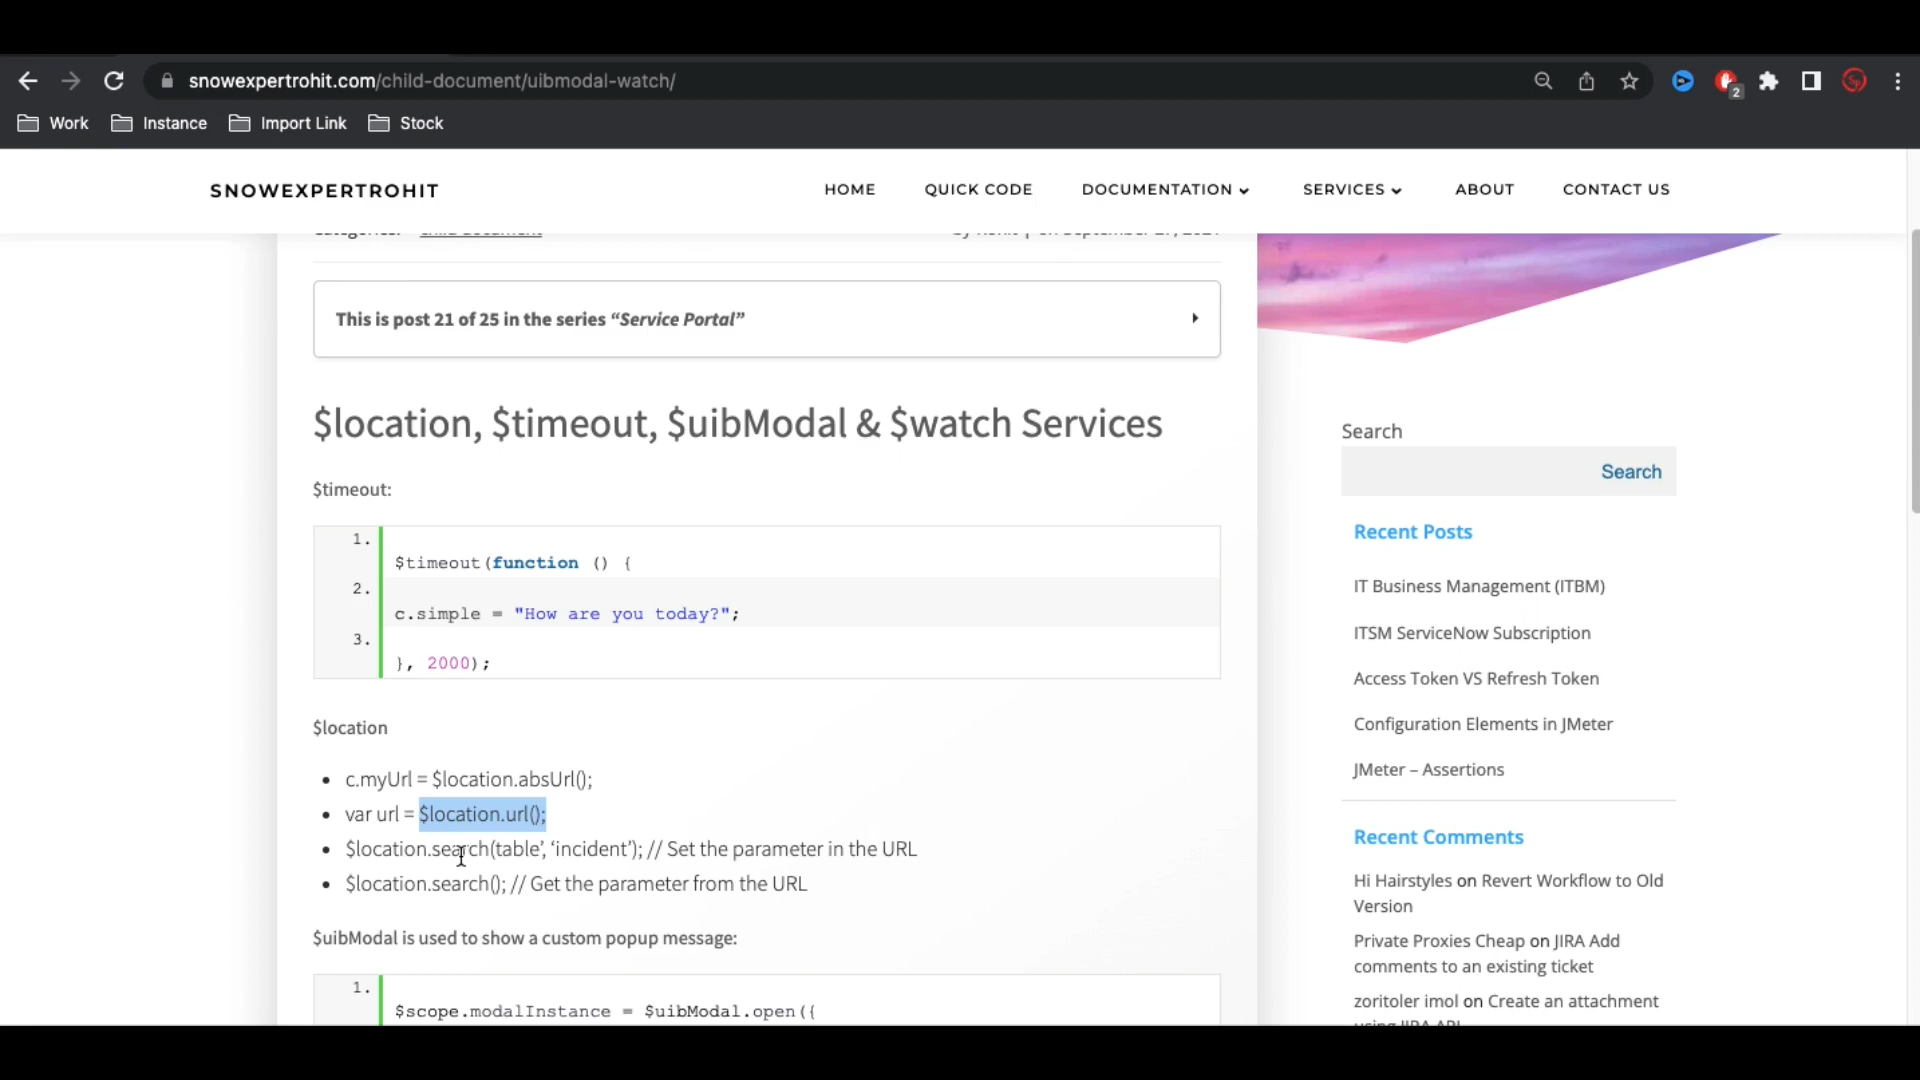 snowexpertrohit.com/child-document/uibmodal-watch/
2
Work Instance Import Link Stock
SNOWEXPERTROHIT
HOME QUICK CODE DOCUMENTATION SERVICES ABOUT CONTACT US
This is post 21 of 25 in the series “Service Portal”
$location, $timeout, $uibModal & $watch Services
$timeout:
1.
$timeout(function () {
2.
c.simple = "How are you today?";
3.
}, 2000);
$location
• c.myUrl = $location.absUrl();
• var url = $location.url();
• $location.search(table’, ‘incident’); // Set the parameter in the URL
• $location.search(); // Get the parameter from the URL
$uibModal is used to show a custom popup message:
1.
$scope.modalInstance = $uibModal.open({
Search
Search
Recent Posts
IT Business Management (ITBM)
ITSM ServiceNow Subscription
Access Token VS Refresh Token
Configuration Elements in JMeter
JMeter – Assertions
Recent Comments
Hi Hairstyles on Revert Workflow to Old
Version
Private Proxies Cheap on JIRA Add
comments to an existing ticket
zoritoler imol on Create an attachment